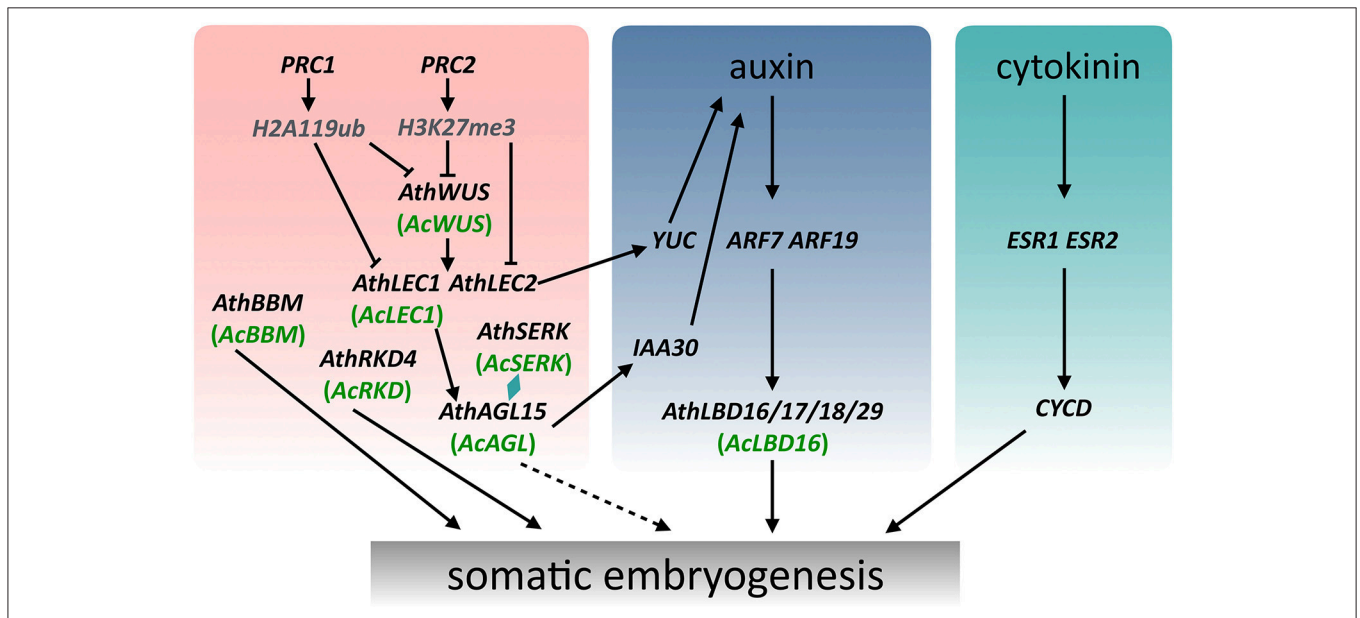 PRC1
PRC2
H2A119ub
H3K27me3
AthWUS
(AcWUS)
AthLEC1
AthLEC2
(AcLEC1)
AthBBM
(AcBBM)
AthSERK
(AcSERK)
AthRKD4
(AcRKD)
AthAGL15
(AcAGL)
auxin
YUC
ARF7 ARF19
IAA30
AthLBD16/17/18/29
(AcLBD16)
cytokinin
ESR1 ESR2
CYCD
somatic embryogenesis